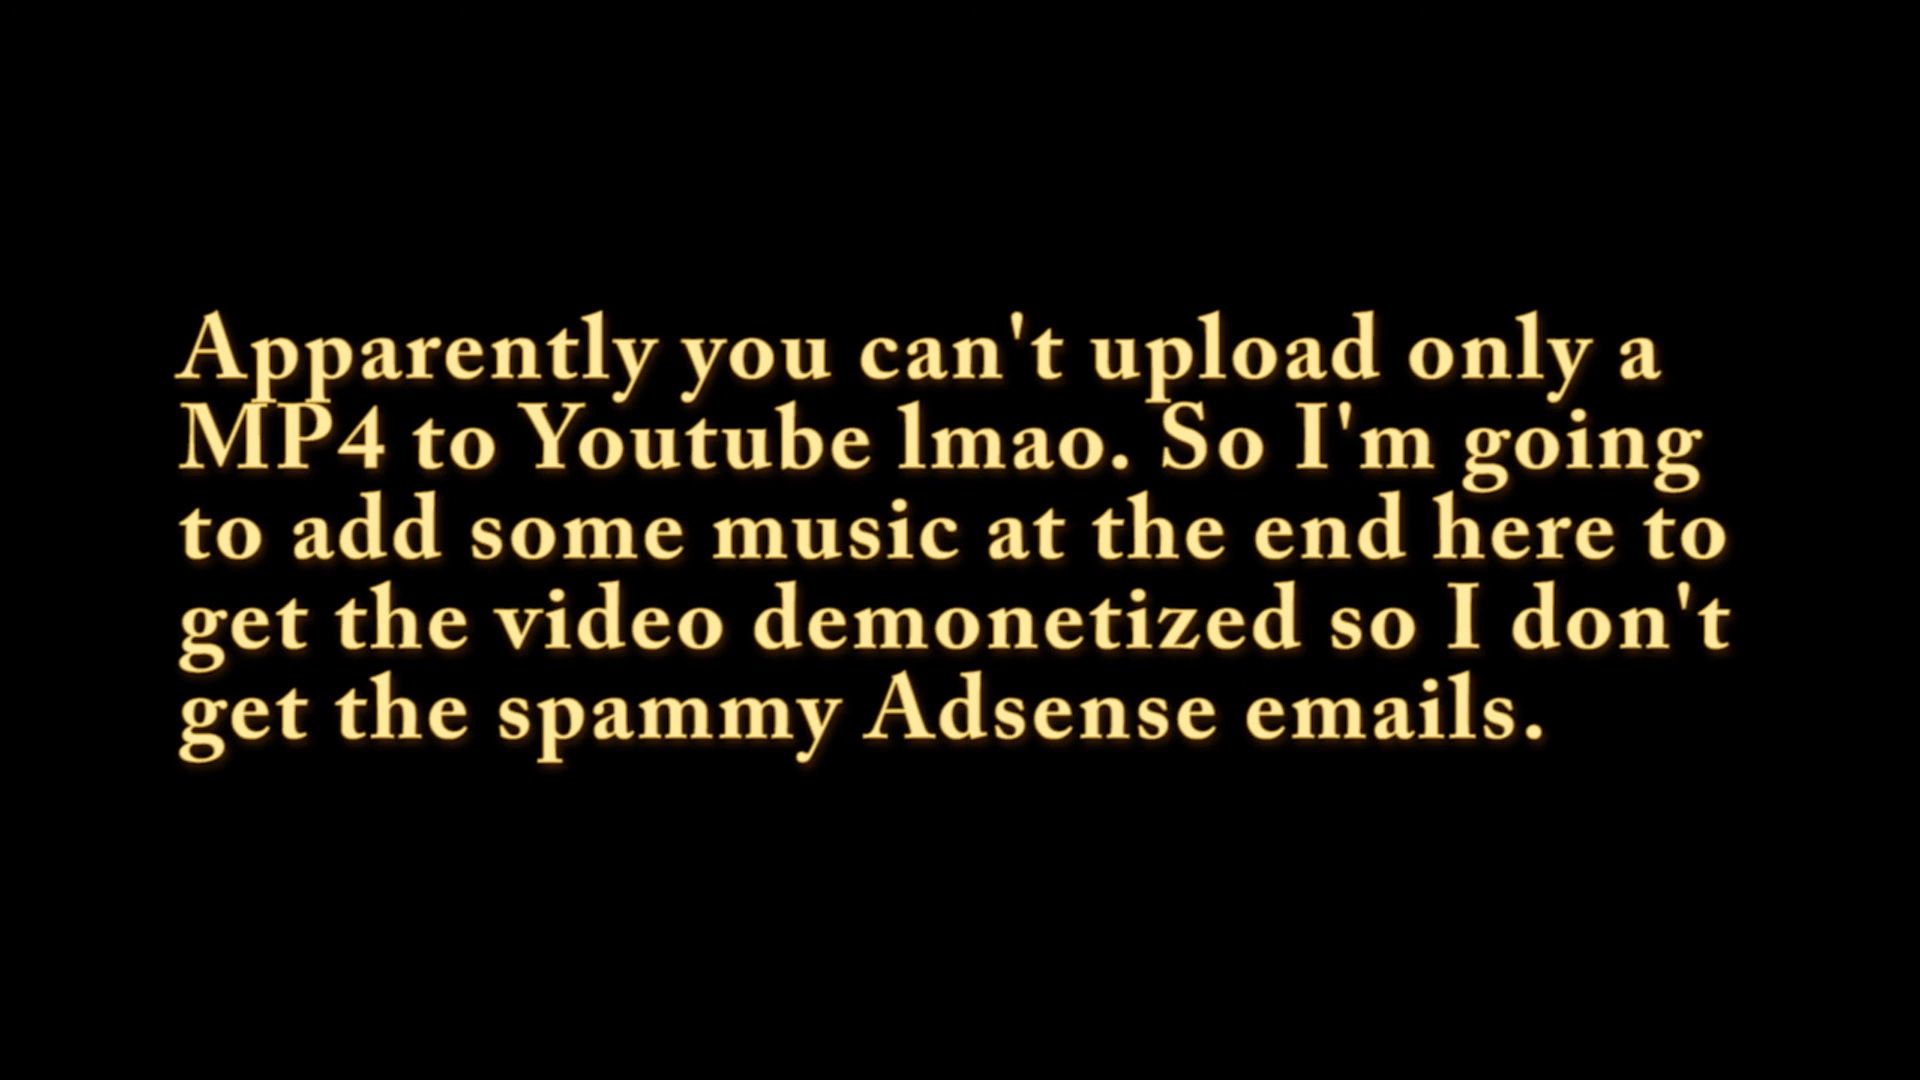 Apparently you can't upload only a
MP4 to Youtube lmao. So I'm going
to add some music at the end here to
get the video demonetized so I don't
get the spammy Adsense emails.